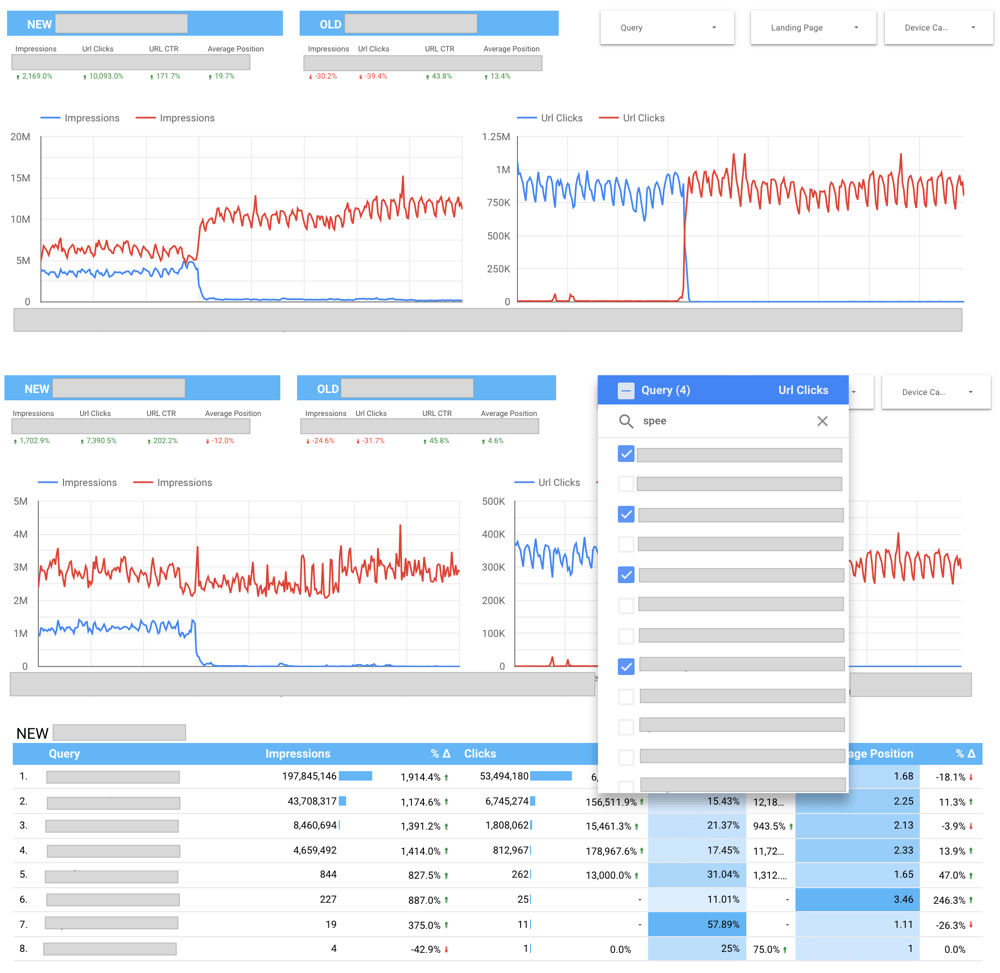 NEW
OLD
Query
Landing Page
Device Ca...
Impressions Url Clicks URL CTR Average Position
Impressions Url Clicks URL CTR Average Position
2,169.0% 10,093.0% 171.7% 19.7%
-30.2% -39.4% 43.8% 13.4%
Impressions Impressions
Url Clicks Url Clicks
20M
15M
10M
5M
0
1.25M
1M
750K
500K
250K
0
NEW
OLD
Device Ca...
Impressions Url Clicks URL CTR Average Position
Impressions Url Clicks URL CTR Average Position
1,702.9% 7,390.5% 202.2% -12.0%
-24.6% -31.7% 45.8% 4.6%
Query (4) Url Clicks
spee
Impressions Impressions
Url Clicks
5M
4M
3M
2M
1M
0
500K
400K
300K
200K
100K
0
NEW
Query Impressions % Δ Clicks age Position % Δ
1. 197,845,146 1,914.4% 53,494,180 6, 1.68 -18.1%
2. 43,708,317 1,174.6% 6,745,274 156,511.9% 15.43% 12,18... 2.25 11.3%
3. 8,460,694 1,391.2% 1,808,062 15,461.3% 21.37% 943.5% 2.13 -3.9%
4. 4,659,492 1,414.0% 812,967 178,967.6% 17.45% 11,72... 2.33 13.9%
5. 844 827.5% 262 13,000.0% 31.04% 1,312.... 1.65 47.0%
6. 227 887.0% 25 - 11.01% - 3.46 246.3%
7. 19 375.0% 11 - 57.89% - 1.11 -26.3%
8. 4 -42.9% 1 0.0% 25% 75.0% 1 0.0%